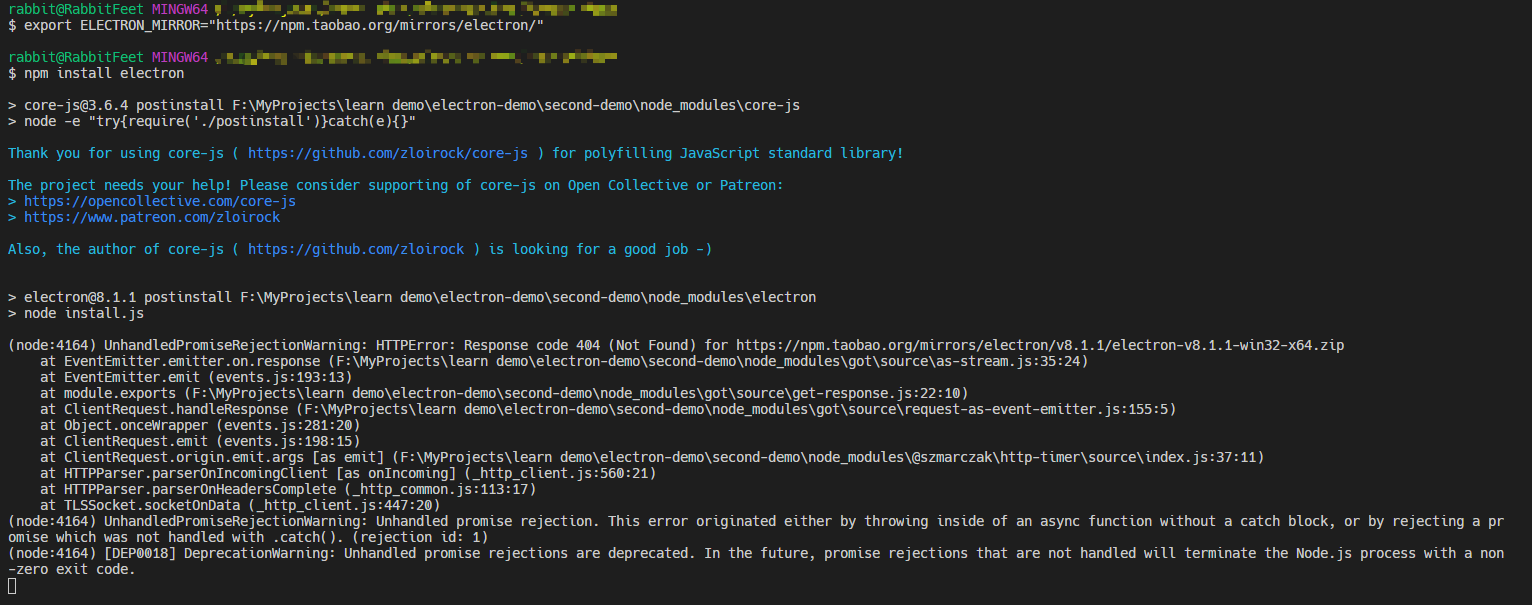 rabbit@RabbitFeet MINGW64
$ export ELECTRON_MIRROR="https://npm.taobao.org/mirrors/electron/"
rabbit@RabbitFeet MINGW64
$ npm install electron
> core-js@3.6.4 postinstall F:\MyProjects\learn demo\electron-demo\second-demo\node_modules\core-js
> node -e "try{require('./postinstall')}catch(e){}"
Thank you for using core-js ( https://github.com/zloirock/core-js ) for polyfilling JavaScript standard library!
The project needs your help! Please consider supporting of core-js on Open Collective or Patreon:
> https://opencollective.com/core-js
> https://www.patreon.com/zloirock
Also, the author of core-js ( https://github.com/zloirock ) is looking for a good job -)
> electron@8.1.1 postinstall F:\MyProjects\learn demo\electron-demo\second-demo\node_modules\electron
> node install.js
(node:4164) UnhandledPromiseRejectionWarning: HTTPError: Response code 404 (Not Found) for https://npm.taobao.org/mirrors/electron/v8.1.1/electron-v8.1.1-win32-x64.zip
    at EventEmitter.emitter.on.response (F:\MyProjects\learn demo\electron-demo\second-demo\node_modules\got\source\as-stream.js:35:24)
    at EventEmitter.emit (events.js:193:13)
    at module.exports (F:\MyProjects\learn demo\electron-demo\second-demo\node_modules\got\source\get-response.js:22:10)
    at ClientRequest.handleResponse (F:\MyProjects\learn demo\electron-demo\second-demo\node_modules\got\source\request-as-event-emitter.js:155:5)
    at Object.onceWrapper (events.js:281:20)
    at ClientRequest.emit (events.js:198:15)
    at ClientRequest.origin.emit.args [as emit] (F:\MyProjects\learn demo\electron-demo\second-demo\node_modules\@szmarczak\http-timer\source\index.js:37:11)
    at HTTPParser.parserOnIncomingClient [as onIncoming] (_http_client.js:560:21)
    at HTTPParser.parserOnHeadersComplete (_http_common.js:113:17)
    at TLSSocket.socketOnData (_http_client.js:447:20)
(node:4164) UnhandledPromiseRejectionWarning: Unhandled promise rejection. This error originated either by throwing inside of an async function without a catch block, or by rejecting a pr
omise which was not handled with .catch(). (rejection id: 1)
(node:4164) [DEP0018] DeprecationWarning: Unhandled promise rejections are deprecated. In the future, promise rejections that are not handled will terminate the Node.js process with a non
-zero exit code.